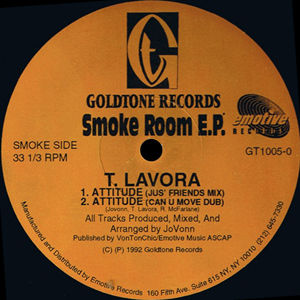 G
GOLDTONE RECORDS
Smoke Room E.P.
emotive
RECORDS
SMOKE SIDE
33 1/3 RPM
GT1005-0
T. LAVORA
1. ATTITUDE (JUS' FRIENDS MIX)
2. ATTITUDE (CAN U MOVE DUB)
(Jovonn, T. Lavora, R. McFarlane)
All Tracks Produced, Mixed, And
Arranged by JoVonn
Published by VonTonChic/Emotive Music ASCAP
(C) (P) 1992 Goldtone Records
Manufactured and Distributed by Emotive Records 160 Fifth Ave. Suite 615 NY, NY 10010 (212) 645-7300